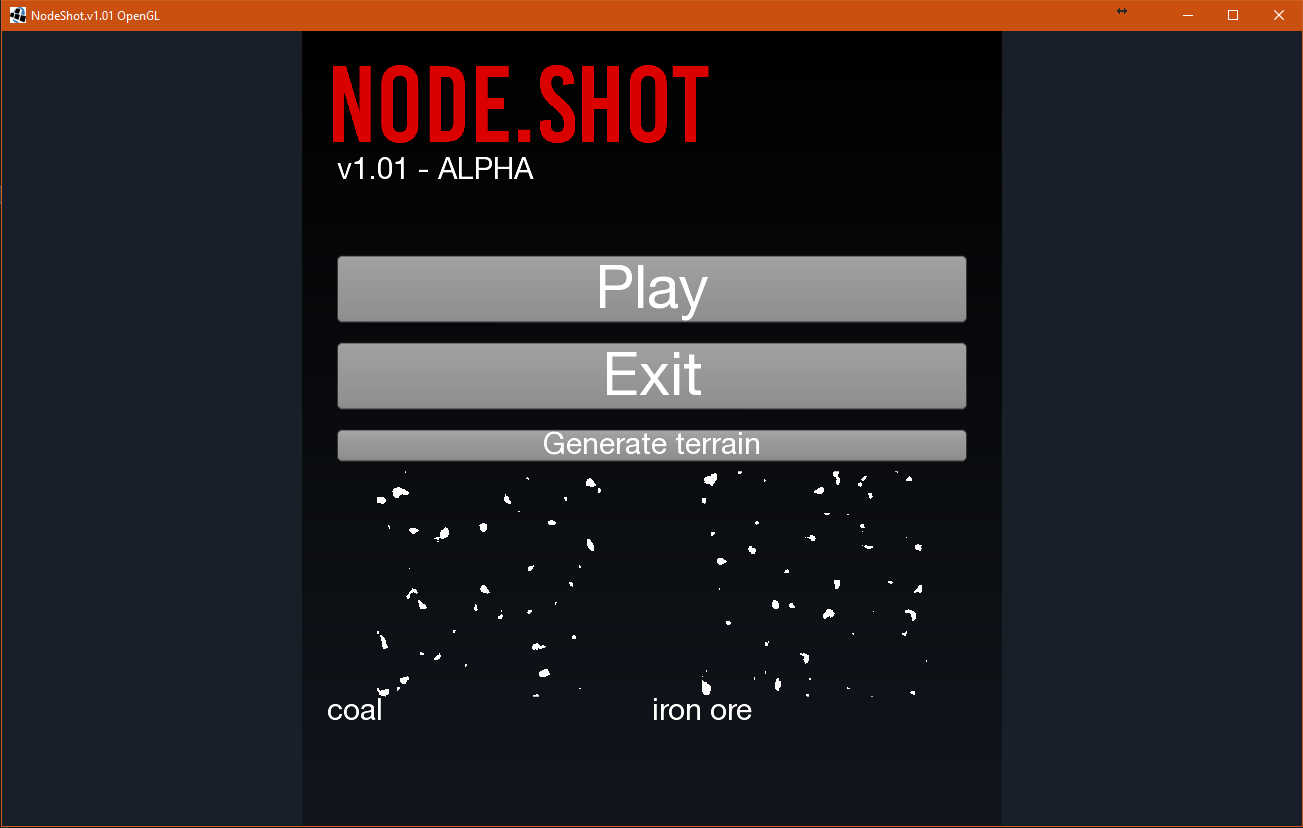 NodeShot.v1.01 OpenGL
NODE.SHOT
v1.01 - ALPHA
Play
Exit
Generate terrain
coal
iron ore